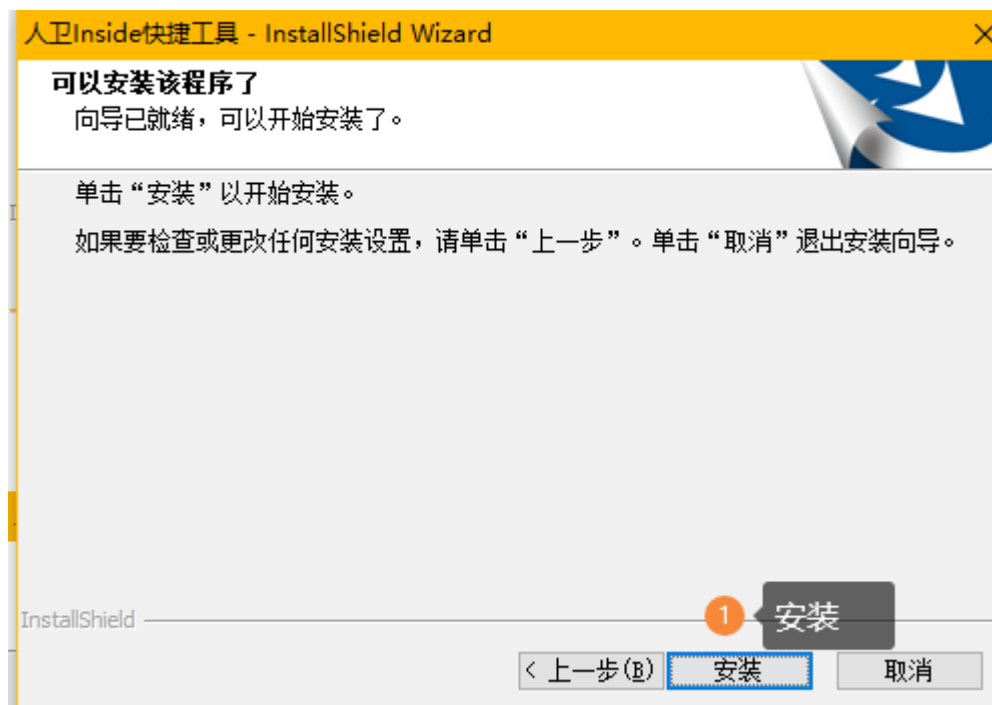 人卫Inside快捷工具 - InstallShield Wizard
可以安装该程序了
向导已就绪，可以开始安装了。
单击“安装”以开始安装。
如果要检查或更改任何安装设置，请单击“上一步”。单击“取消”退出安装向导。
1 安装
InstallShield
< 上一步(B) 安装 取消